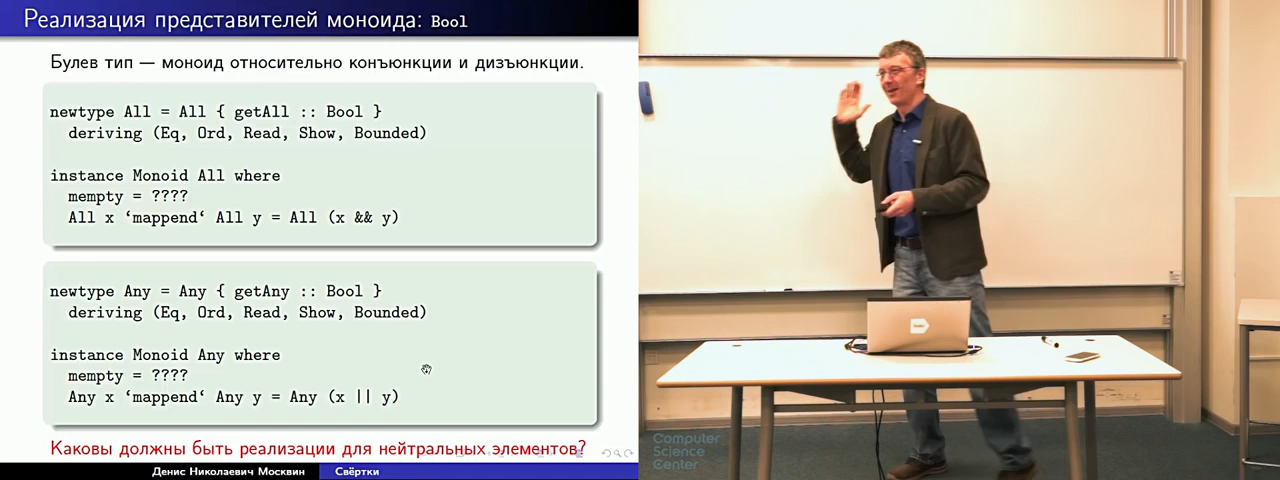 Реализация представителей моноида: Bool
Булев тип — моноид относительно конъюнкции и дизъюнкции.
newtype All = All { getAll :: Bool }
deriving (Eq, Ord, Read, Show, Bounded)
instance Monoid All where
mempty = ????
All x ‘mappend‘ All y = All (x && y)
newtype Any = Any { getAny :: Bool }
deriving (Eq, Ord, Read, Show, Bounded)
instance Monoid Any where
mempty = ????
Any x ‘mappend‘ Any y = Any (x || y)
Каковы должны быть реализации для нейтральных элементов?
Денис Николаевич Москвин
Свёртки
Computer
Science
Center